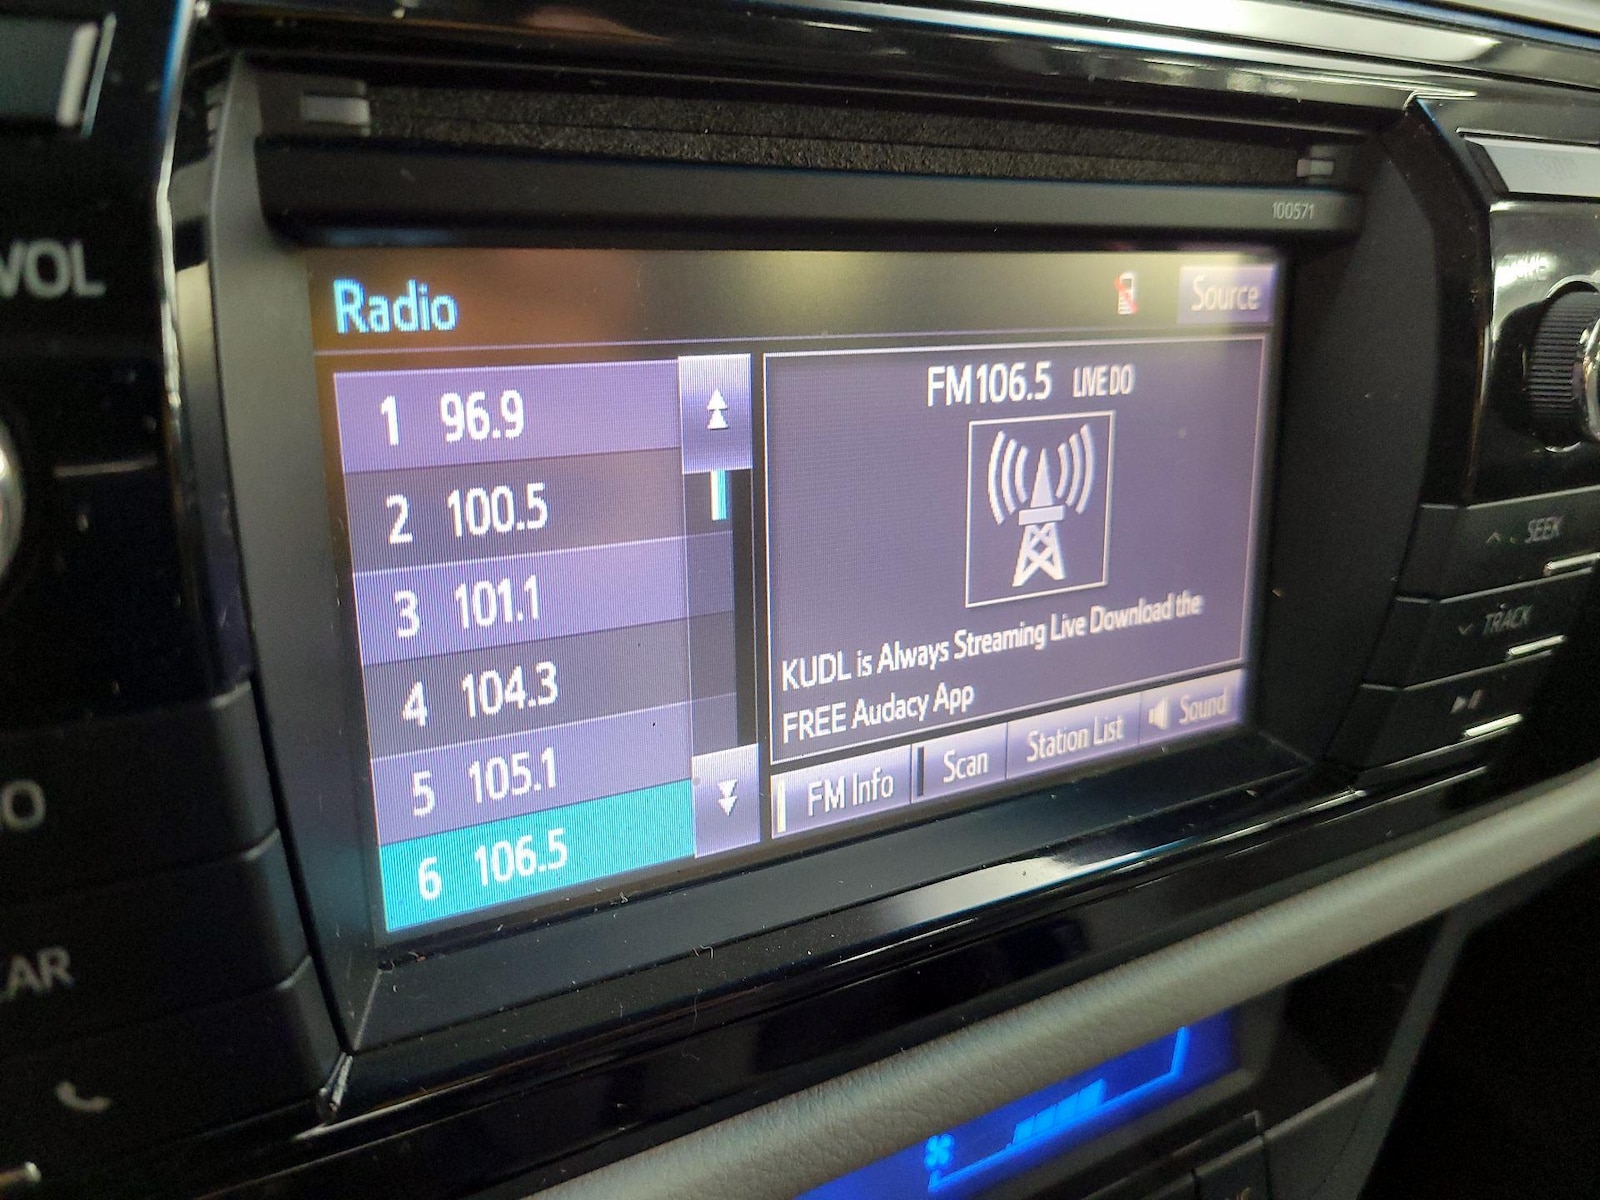 VOL
100571
Radio
Source
1 96.9
2 100.5
3 101.1
4 104.3
5 105.1
6 106.5
FM106.5 LIVE DO
KUDL is Always Streaming Live Download the
FREE Audacy App
FM Info
Scan
Station List
Sound
SEEK
TRACK